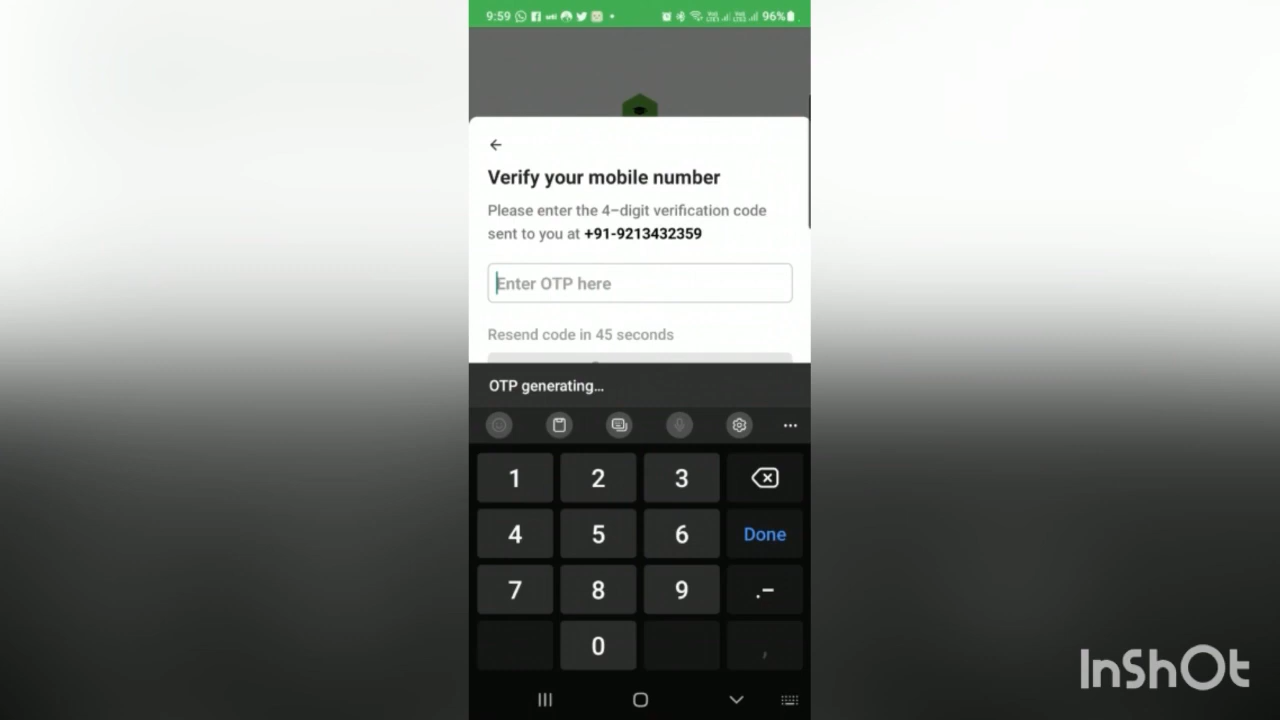 9:59 96%
Verify your mobile number
Please enter the 4-digit verification code
sent to you at +91-9213432359
Enter OTP here
Resend code in 45 seconds
OTP generating...
1 2 3
4 5 6 Done
7 8 9 .-
0 ,
InShOt